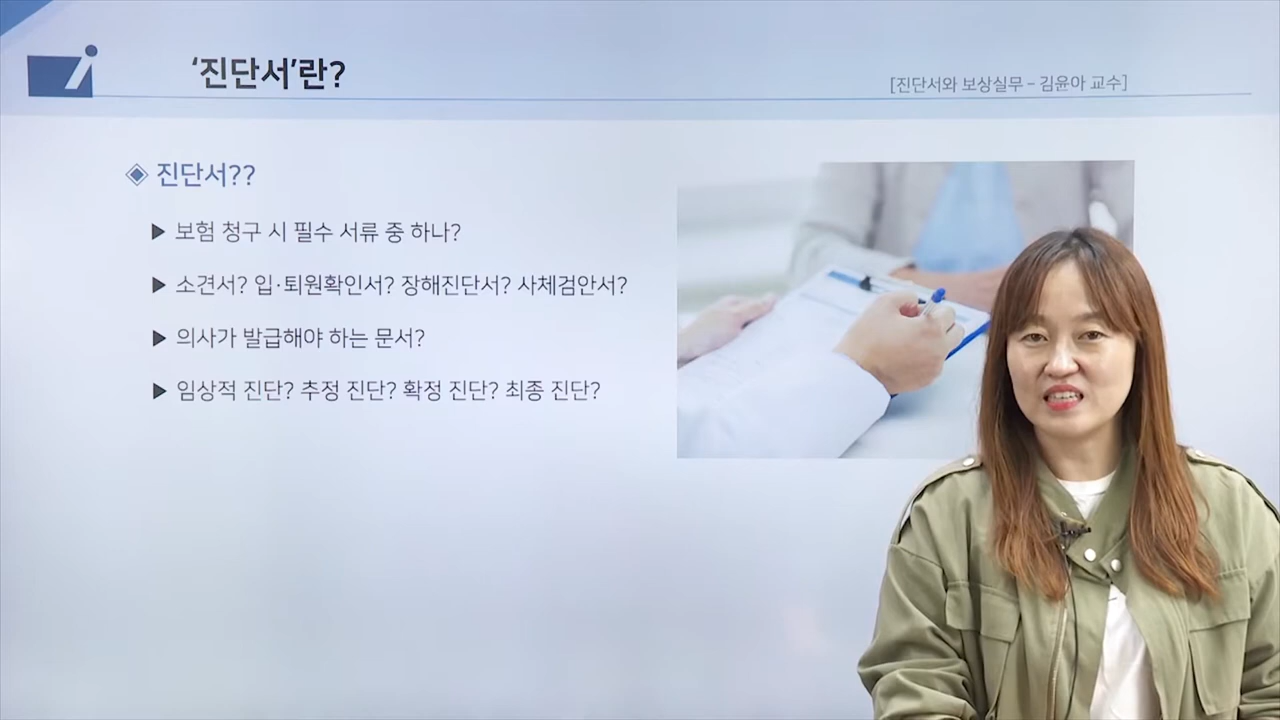 ‘진단서’란?
[진단서와 보상실무 – 김윤아 교수]
◈ 진단서??
▶ 보험 청구 시 필수 서류 중 하나?
▶ 소견서? 입·퇴원확인서? 장해진단서? 사체검안서?
▶ 의사가 발급해야 하는 문서?
▶ 임상적 진단? 추정 진단? 확정 진단? 최종 진단?